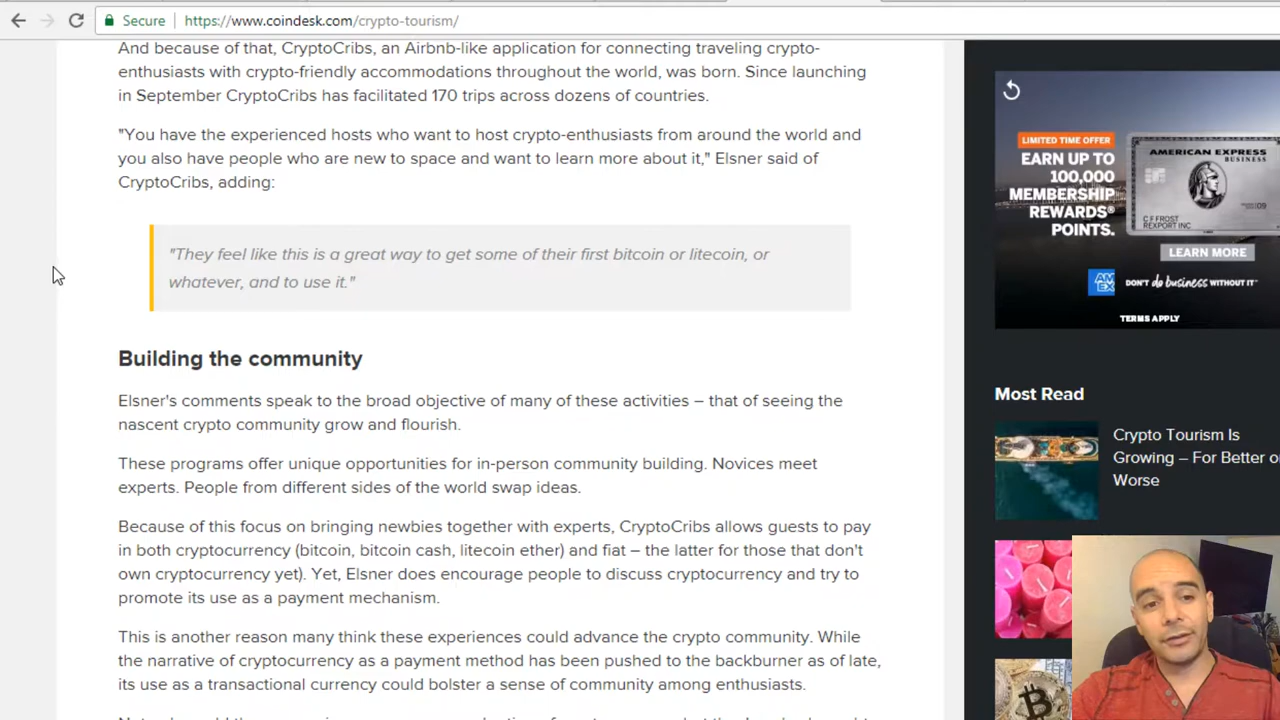 Secure
https://www.coindesk.com/crypto-tourism/
And because of that, CryptoCribs, an Airbnb-like application for connecting traveling crypto-
enthusiasts with crypto-friendly accommodations throughout the world, was born. Since launching
in September CryptoCribs has facilitated 170 trips across dozens of countries.
"You have the experienced hosts who want to host crypto-enthusiasts from around the world and
you also have people who are new to space and want to learn more about it," Elsner said of
CryptoCribs, adding:
"They feel like this is a great way to get some of their first bitcoin or litecoin, or
whatever, and to use it."
Building the community
Elsner's comments speak to the broad objective of many of these activities – that of seeing the
nascent crypto community grow and flourish.
These programs offer unique opportunities for in-person community building. Novices meet
experts. People from different sides of the world swap ideas.
Because of this focus on bringing newbies together with experts, CryptoCribs allows guests to pay
in both cryptocurrency (bitcoin, bitcoin cash, litecoin ether) and fiat – the latter for those that don't
own cryptocurrency yet). Yet, Elsner does encourage people to discuss cryptocurrency and try to
promote its use as a payment mechanism.
This is another reason many think these experiences could advance the crypto community. While
the narrative of cryptocurrency as a payment method has been pushed to the backburner as of late,
its use as a transactional currency could bolster a sense of community among enthusiasts.
LIMITED TIME OFFER
EARN UP TO
100,000
MEMBERSHIP
REWARDS®
POINTS.
AMERICAN EXPRESS
BUSINESS
C F FROST
REXPORT INC
LEARN MORE
AM
EX
DON'T do business WITHOUT IT™
TERMS APPLY
Most Read
Crypto Tourism Is
Growing – For Better or
Worse